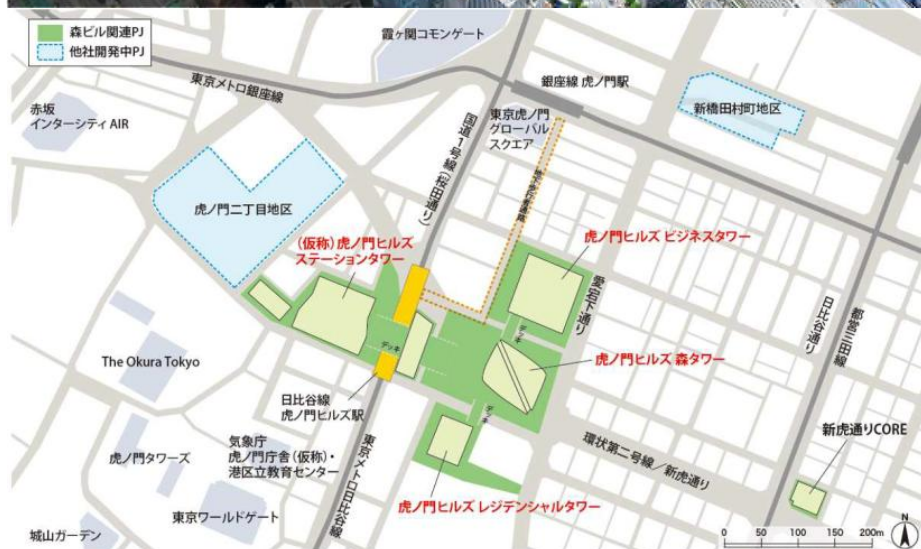 森ビル関連PJ
他社開発中PJ
霞ヶ関コモンゲート
東京メトロ銀座線
銀座線 虎ノ門駅
赤坂
インターシティ AIR
国道1号線(桜田通り)
東京虎ノ門
グローバル
スクエア
新橋田村町地区
地下歩行者通路
虎ノ門二丁目地区
(仮称)虎ノ門ヒルズ
ステーションタワー
虎ノ門ヒルズ ビジネスタワー
愛宕下通り
日比谷通り
都営三田線
デッキ
デッキ
The Okura Tokyo
虎ノ門ヒルズ 森タワー
日比谷線
虎ノ門ヒルズ駅
デッキ
新虎通りCORE
気象庁
虎ノ門庁舎(仮称)・
港区立教育センター
虎ノ門タワーズ
東京メトロ日比谷線
環状第二号線/新虎通り
虎ノ門ヒルズ レジデンシャルタワー
東京ワールドゲート
城山ガーデン
0 50 100 150 200m
N